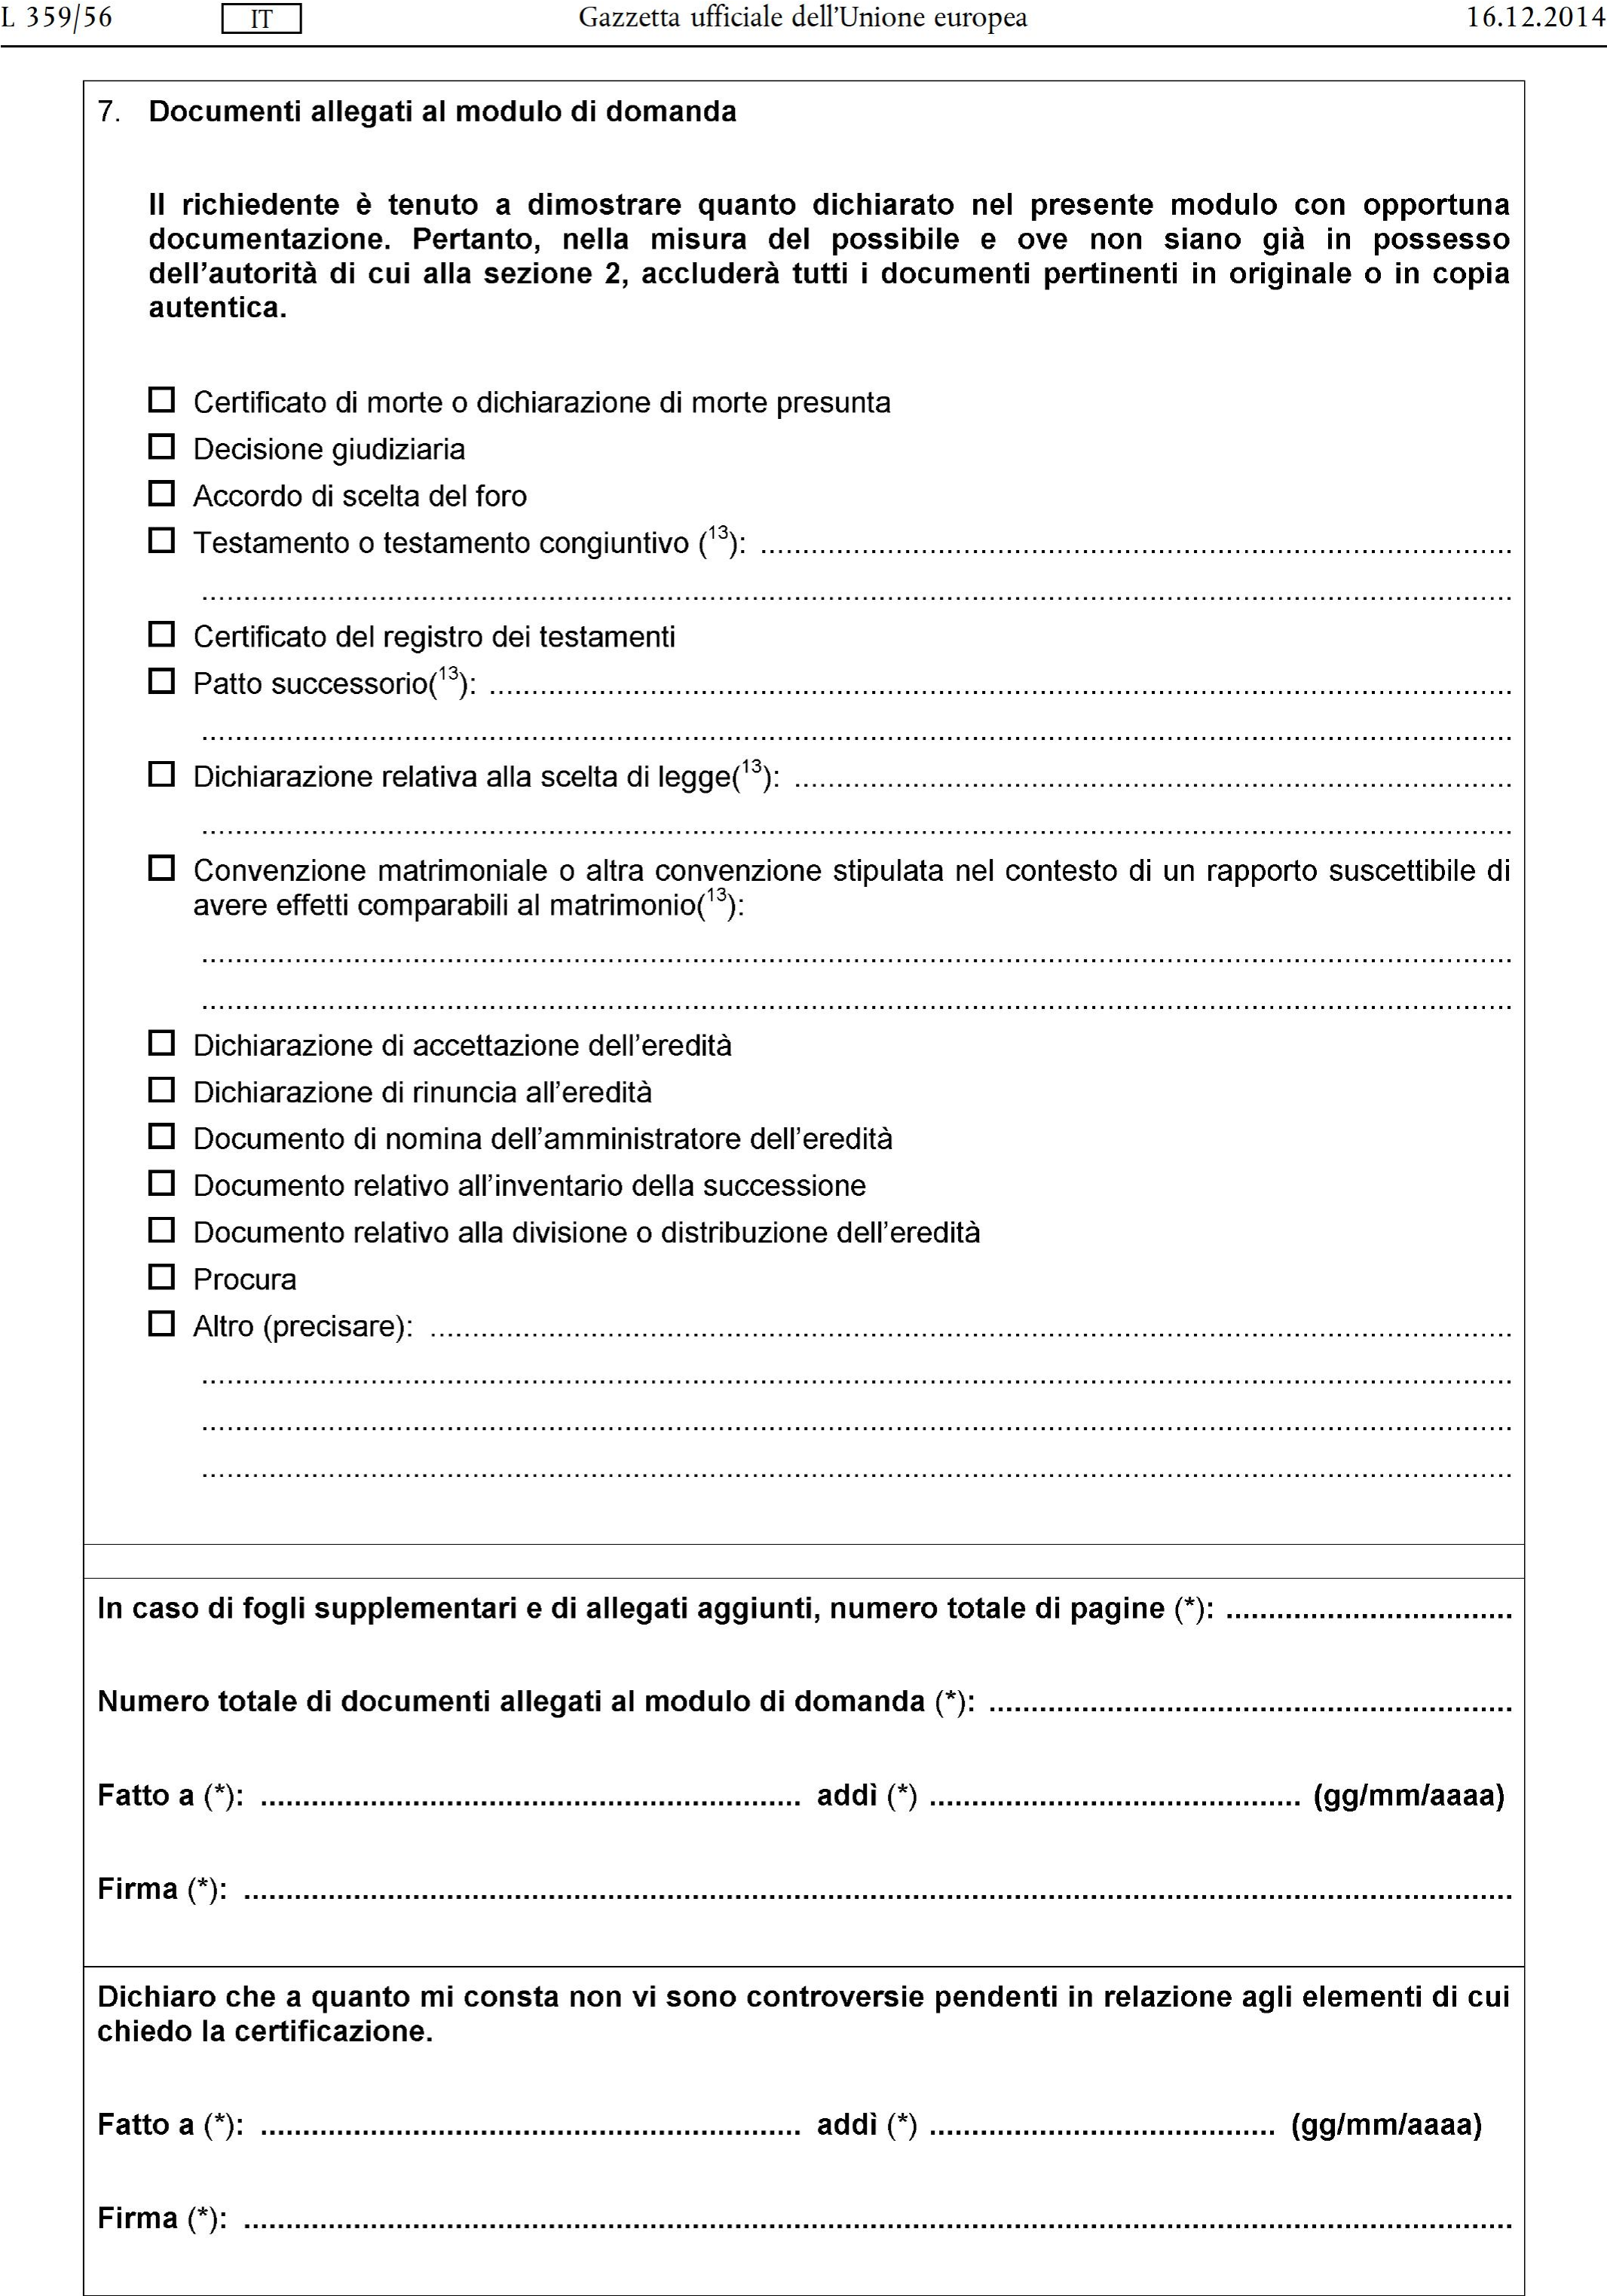 L 359/56 IT Gazzetta ufficiale dell'Unione europea 16.12.2014
7. Documenti allegati al modulo di domanda
Il richiedente è tenuto a dimostrare quanto dichiarato nel presente modulo con opportuna
documentazione. Pertanto, nella misura del possibile e ove non siano già in possesso
dell'autorità di cui alla sezione 2, accluderà tutti i documenti pertinenti in originale o in copia
autentica.
☐ Certificato di morte o dichiarazione di morte presunta
☐ Decisione giudiziaria
☐ Accordo di scelta del foro
☐ Testamento o testamento congiuntivo (13): ..........
..........
☐ Certificato del registro dei testamenti
☐ Patto successorio(13): ..........
..........
☐ Dichiarazione relativa alla scelta di legge(13): ..........
..........
☐ Convenzione matrimoniale o altra convenzione stipulata nel contesto di un rapporto suscettibile di
avere effetti comparabili al matrimonio(13):
..........
..........
☐ Dichiarazione di accettazione dell'eredità
☐ Dichiarazione di rinuncia all'eredità
☐ Documento di nomina dell'amministratore dell'eredità
☐ Documento relativo all'inventario della successione
☐ Documento relativo alla divisione o distribuzione dell'eredità
☐ Procura
☐ Altro (precisare): ..........
..........
..........
..........
In caso di fogli supplementari e di allegati aggiunti, numero totale di pagine (*): ..........
Numero totale di documenti allegati al modulo di domanda (*): ..........
Fatto a (*): .......... addì (*) .......... (gg/mm/aaaa)
Firma (*): ..........
Dichiaro che a quanto mi consta non vi sono controversie pendenti in relazione agli elementi di cui
chiedo la certificazione.
Fatto a (*): .......... addì (*) .......... (gg/mm/aaaa)
Firma (*): ..........